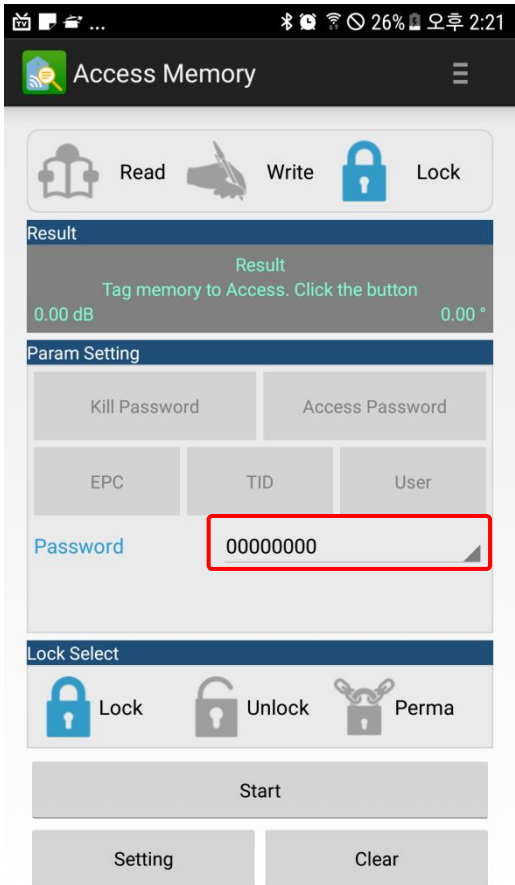 ... 26% 오후 2:21
Access Memory
Read Write Lock
Result
Result
Tag memory to Access. Click the button
0.00 dB 0.00 °
Param Setting
Kill Password Access Password
EPC TID User
Password 00000000
Lock Select
Lock Unlock Perma
Start
Setting Clear